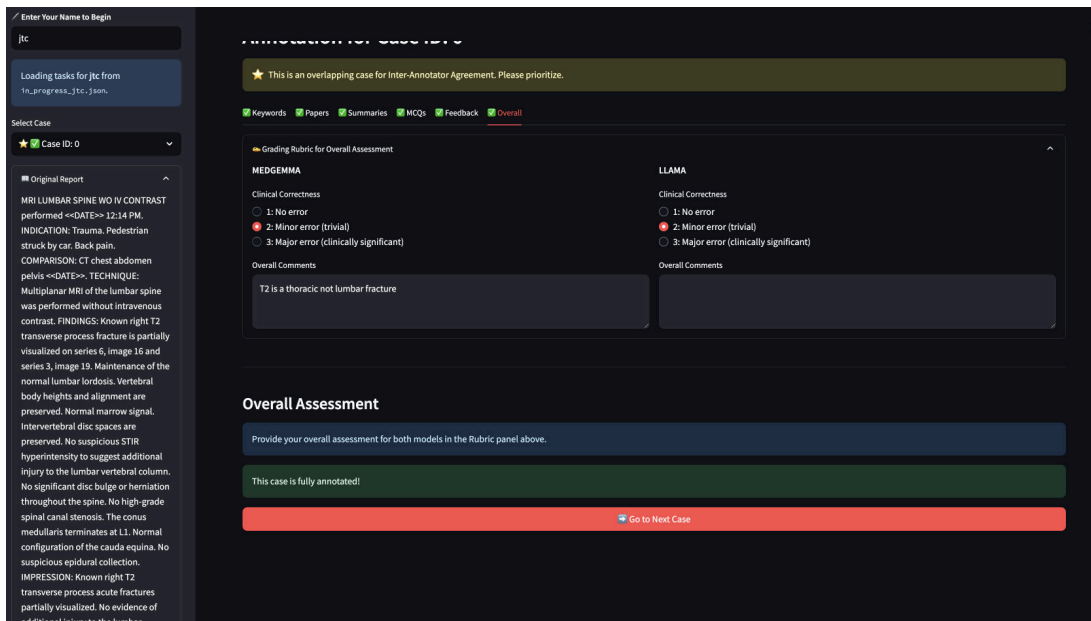 Enter Your Name to Begin
jtc
Loading tasks for jtc from
in_progress_jtc.json.
Select Case
Case ID: 0
Original Report
MRI LUMBAR SPINE WO IV CONTRAST
performed <<DATE>> 12:14 PM.
INDICATION: Trauma. Pedestrian
struck by car. Back pain.
COMPARISON: CT chest abdomen
pelvis <<DATE>>. TECHNIQUE:
Multiplanar MRI of the lumbar spine
was performed without intravenous
contrast. FINDINGS: Known right T2
transverse process fracture is partially
visualized on series 6, image 16 and
series 3, image 19. Maintenance of the
normal lumbar lordosis. Vertebral
body heights and alignment are
preserved. Normal marrow signal.
Intervertebral disc spaces are
preserved. No suspicious STIR
hyperintensity to suggest additional
injury to the lumbar vertebral column.
No significant disc bulge or herniation
throughout the spine. No high-grade
spinal canal stenosis. The conus
medullaris terminates at L1. Normal
configuration of the cauda equina. No
suspicious epidural collection.
IMPRESSION: Known right T2
transverse process acute fractures
partially visualized. No evidence of
additional injury to the lumbar
Annotation for Case ID: 0
This is an overlapping case for Inter-Annotator Agreement. Please prioritize.
Keywords Papers Summaries MCQs Feedback Overall
Grading Rubric for Overall Assessment
MEDGEMMA
Clinical Correctness
1: No error
2: Minor error (trivial)
3: Major error (clinically significant)
Overall Comments
T2 is a thoracic not lumbar fracture
LLAMA
Clinical Correctness
1: No error
2: Minor error (trivial)
3: Major error (clinically significant)
Overall Comments
Overall Assessment
Provide your overall assessment for both models in the Rubric panel above.
This case is fully annotated!
Go to Next Case